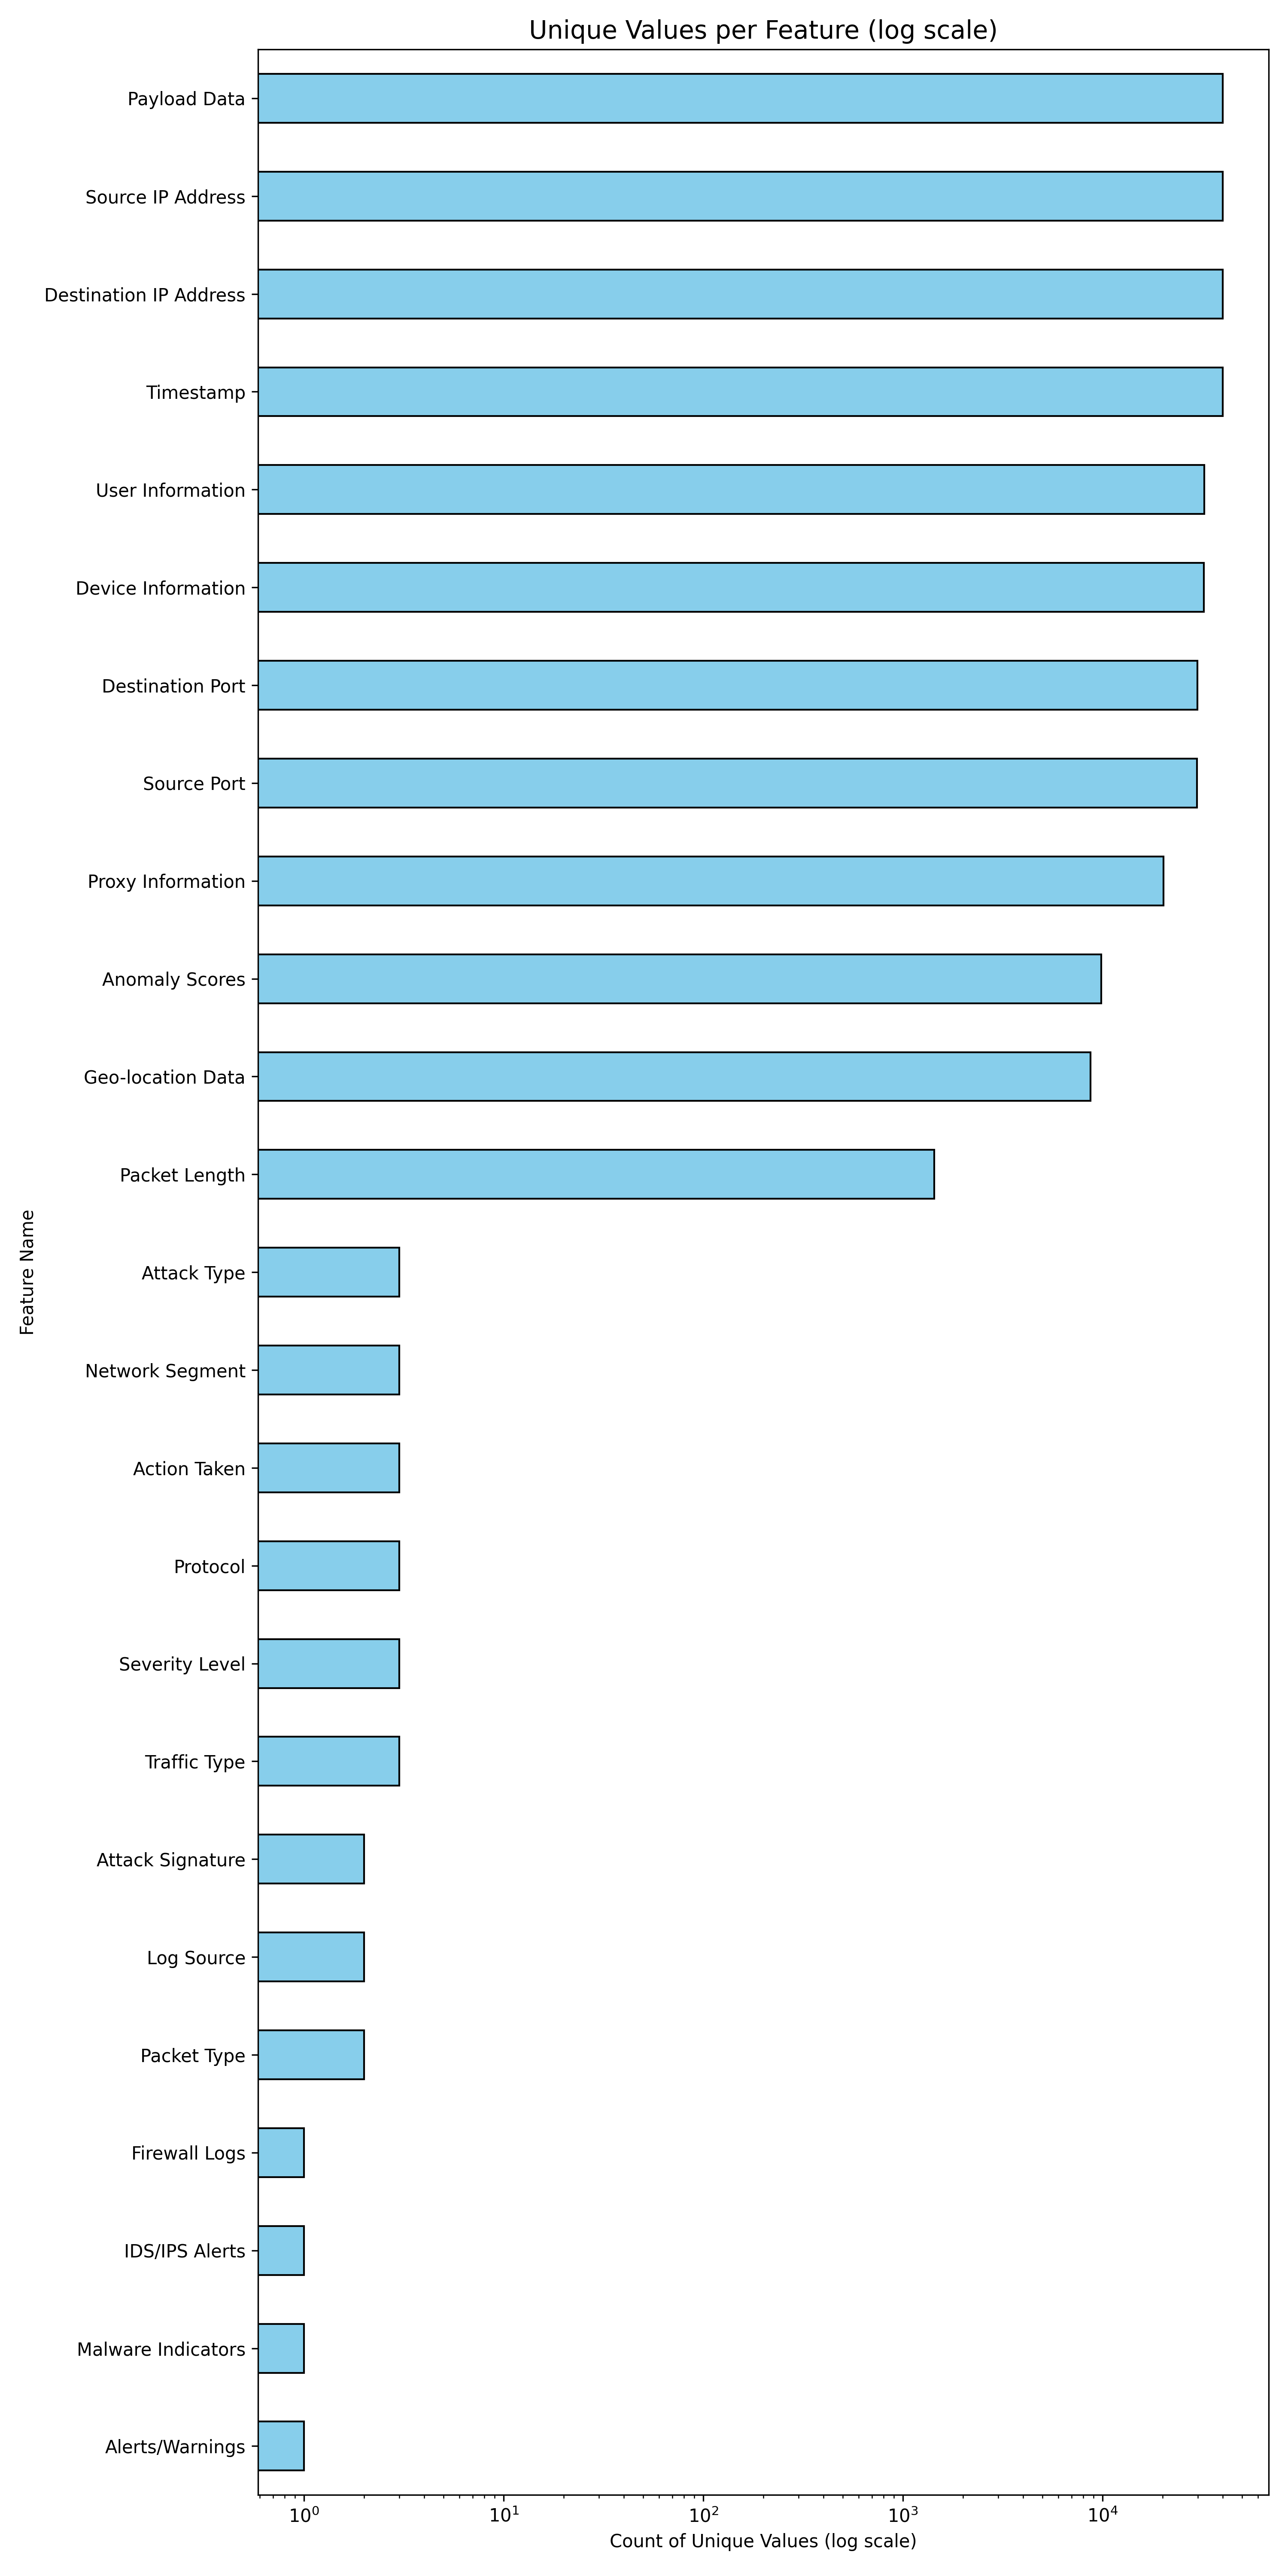 Unique Values per Feature (log scale)
Payload Data
Source IP Address
Destination IP Address
Timestamp
User Information
Device Information
Destination Port
Source Port
Proxy Information
Anomaly Scores
Geo-location Data
Packet Length
Feature Name
Attack Type
Network Segment
Action Taken
Protocol
Severity Level
Traffic Type
Attack Signature
Log Source
Packet Type
Firewall Logs
IDS/IPS Alerts
Malware Indicators
Alerts/Warnings
10⁰ 10¹ 10² 10³ 10⁴
Count of Unique Values (log scale)